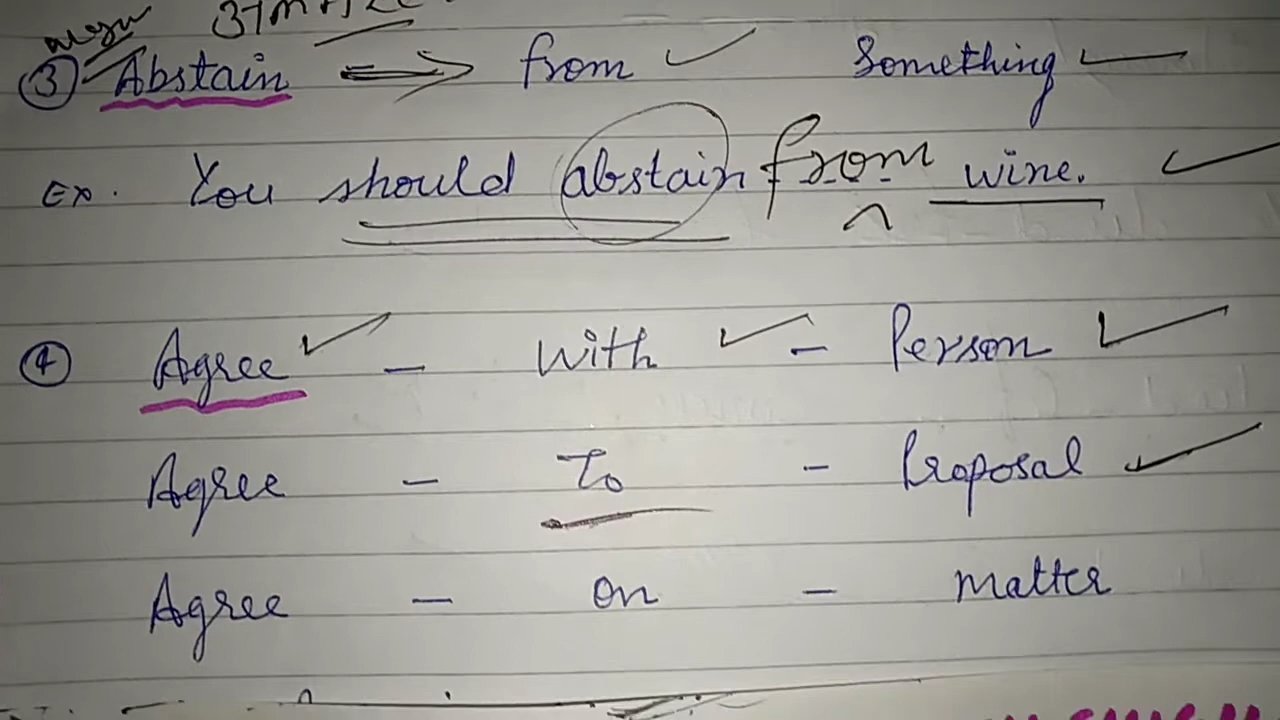 ③ Abstain ⇒ from ✓ Something
Ex. You should abstain from wine.
④ Agree ✓ - with ✓ - Person ✓
Agree - To - Proposal ✓
Agree - on - matter